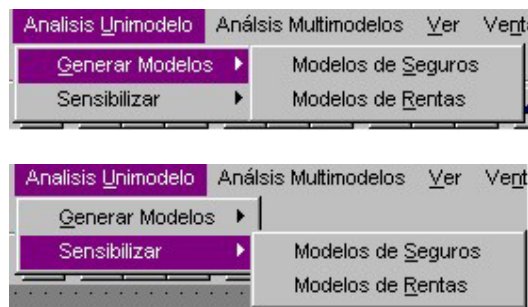 Analisis Unimodelo Análsis Multimodelos Ver
Generar Modelos Modelos de Seguros
Sensibilizar Modelos de Rentas
Analisis Unimodelo Análsis Multimodelos Ver
Generar Modelos
Sensibilizar Modelos de Seguros
Modelos de Rentas